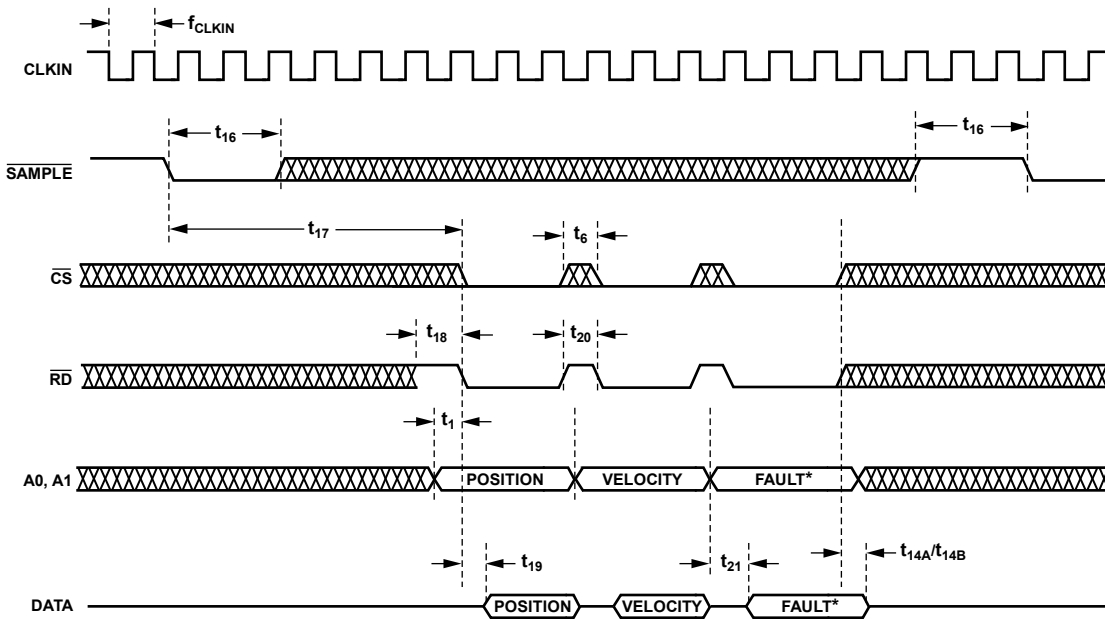 fCLKIN
CLKIN
t16
t16
SAMPLE
t17
t6
CS
t18
t20
RD
t1
A0, A1
POSITION
VELOCITY
FAULT*
t19
t21
t14A/t14B
DATA
POSITION
VELOCITY
FAULT*